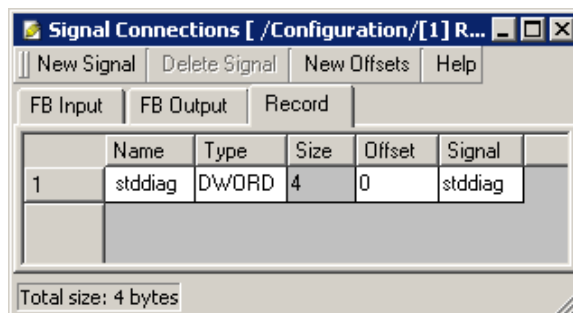 Signal Connections [ /Configuration/[1] R...
New Signal Delete Signal New Offsets Help
FB Input FB Output Record
Name Type Size Offset Signal
1 stddiag DWORD 4 0 stddiag
Total size: 4 bytes